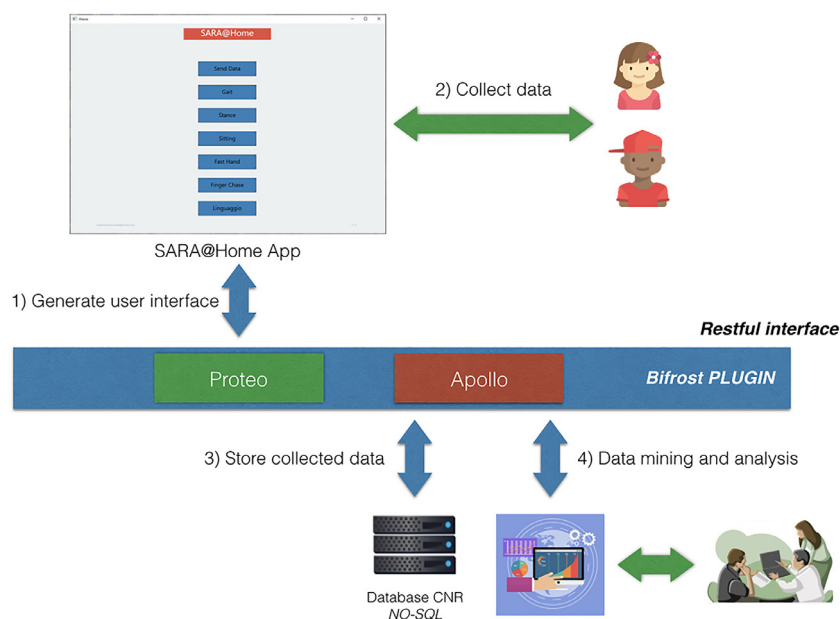 Home
SARA@Home
Send Data
Gait
Stance
Sitting
Fast Hand
Finger Chase
Linguaggio
2) Collect data
SARA@Home App
1) Generate user interface
Restful interface
Proteo
Apollo
Bifrost PLUGIN
3) Store collected data
4) Data mining and analysis
Database CNR
NO-SQL